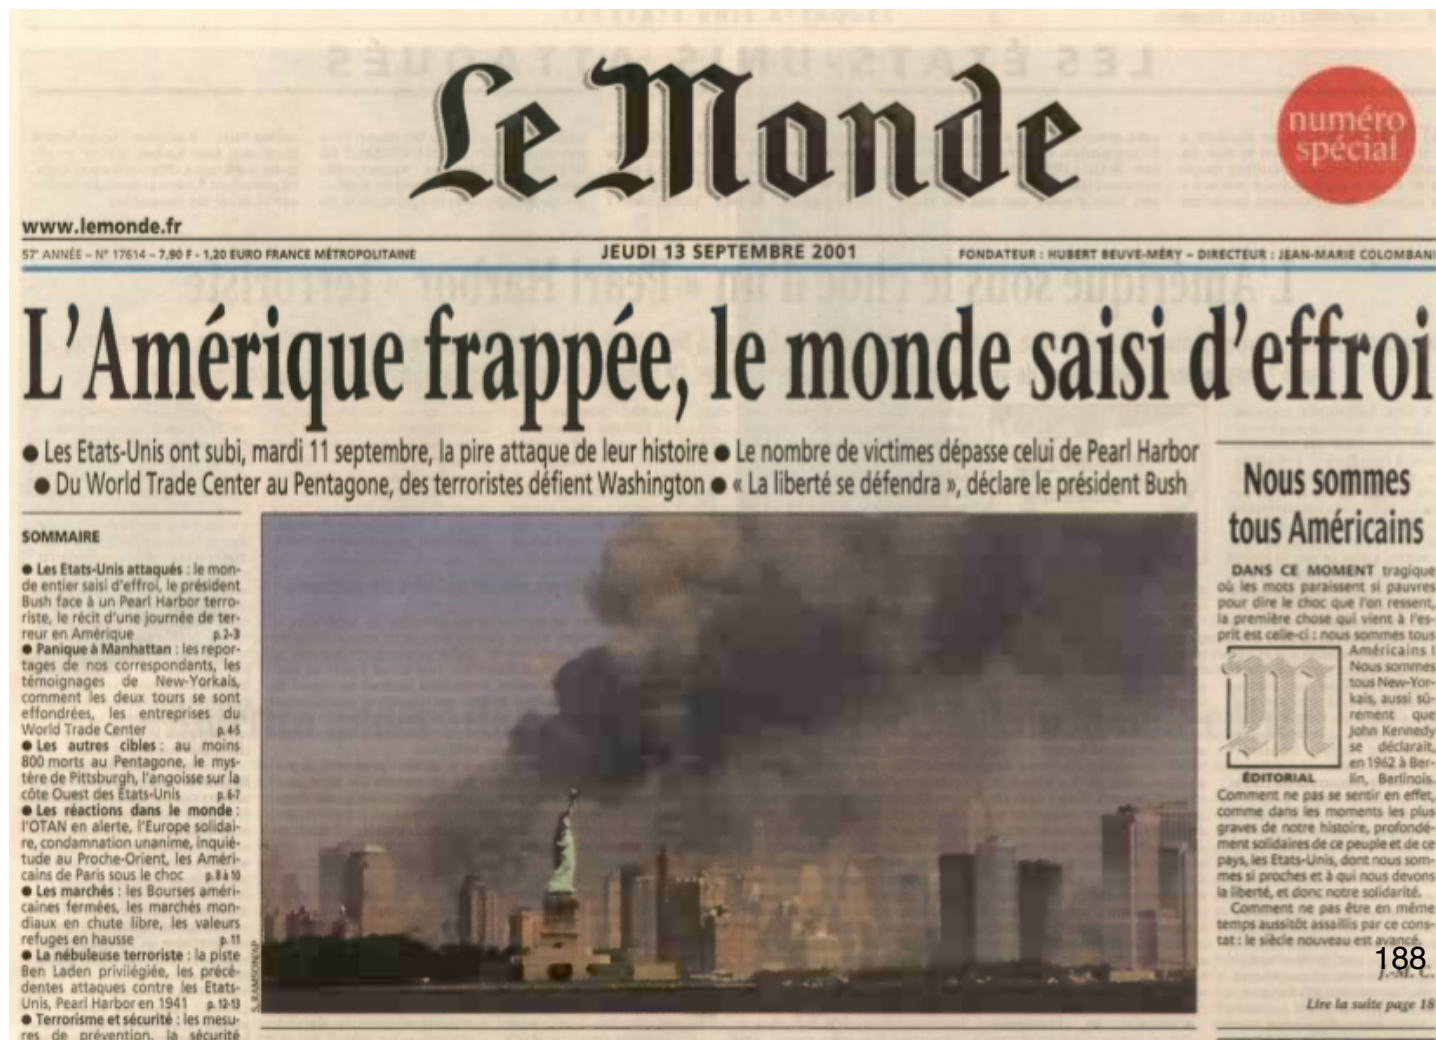 Le Monde
numéro
spécial
www.lemonde.fr
57e ANNÉE – N° 17614 – 7,90 F - 1,20 EURO FRANCE MÉTROPOLITAINE
JEUDI 13 SEPTEMBRE 2001
FONDATEUR : HUBERT BEUVE-MÉRY – DIRECTEUR : JEAN-MARIE COLOMBANI
L'Amérique frappée, le monde saisi d'effroi
● Les Etats-Unis ont subi, mardi 11 septembre, la pire attaque de leur histoire ● Le nombre de victimes dépasse celui de Pearl Harbor
● Du World Trade Center au Pentagone, des terroristes défient Washington ● « La liberté se défendra », déclare le président Bush
SOMMAIRE
● Les Etats-Unis attaqués : le mon-
de entier saisi d'effroi, le président
Bush face à un Pearl Harbor terro-
riste, le récit d'une journée de ter-
reur en Amérique p. 2-3
● Panique à Manhattan : les repor-
tages de nos correspondants, les
témoignages de New-Yorkais,
comment les deux tours se sont
effondrées, les entreprises du
World Trade Center p. 4-5
● Les autres cibles : au moins
800 morts au Pentagone, le mys-
tère de Pittsburgh, l'angoisse sur la
côte Ouest des États-Unis p. 6-7
● Les réactions dans le monde :
l'OTAN en alerte, l'Europe solidai-
re, condamnation unanime, inquié-
tude au Proche-Orient, les Améri-
cains de Paris sous le choc p. 8 à 10
● Les marchés : les Bourses améri-
caines fermées, les marchés mon-
diaux en chute libre, les valeurs
refuges en hausse p. 11
● La nébuleuse terroriste : la piste
Ben Laden privilégiée, les précé-
dentes attaques contre les Etats-
Unis, Pearl Harbor en 1941 p. 12-13
● Terrorisme et sécurité : les mesu-
res de prévention, la sécurité
S. RAMSON/AP
Nous sommes
tous Américains
DANS CE MOMENT tragique
où les mots paraissent si pauvres
pour dire le choc que l'on ressent,
la première chose qui vient à l'es-
prit est celle-ci : nous sommes tous
Américains !
Nous sommes
tous New-Yor-
kais, aussi sû-
rement que
John Kennedy
se déclarait,
en 1962 à Ber-
lin, Berlinois.
M
ÉDITORIAL
Comment ne pas se sentir en effet,
comme dans les moments les plus
graves de notre histoire, profondé-
ment solidaires de ce peuple et de ce
pays, les Etats-Unis, dont nous som-
mes si proches et à qui nous devons
la liberté, et donc notre solidarité.
Comment ne pas être en même
temps aussitôt assaillis par ce cons-
tat : le siècle nouveau est avancé.
188
J.-M. C.
Lire la suite page 18